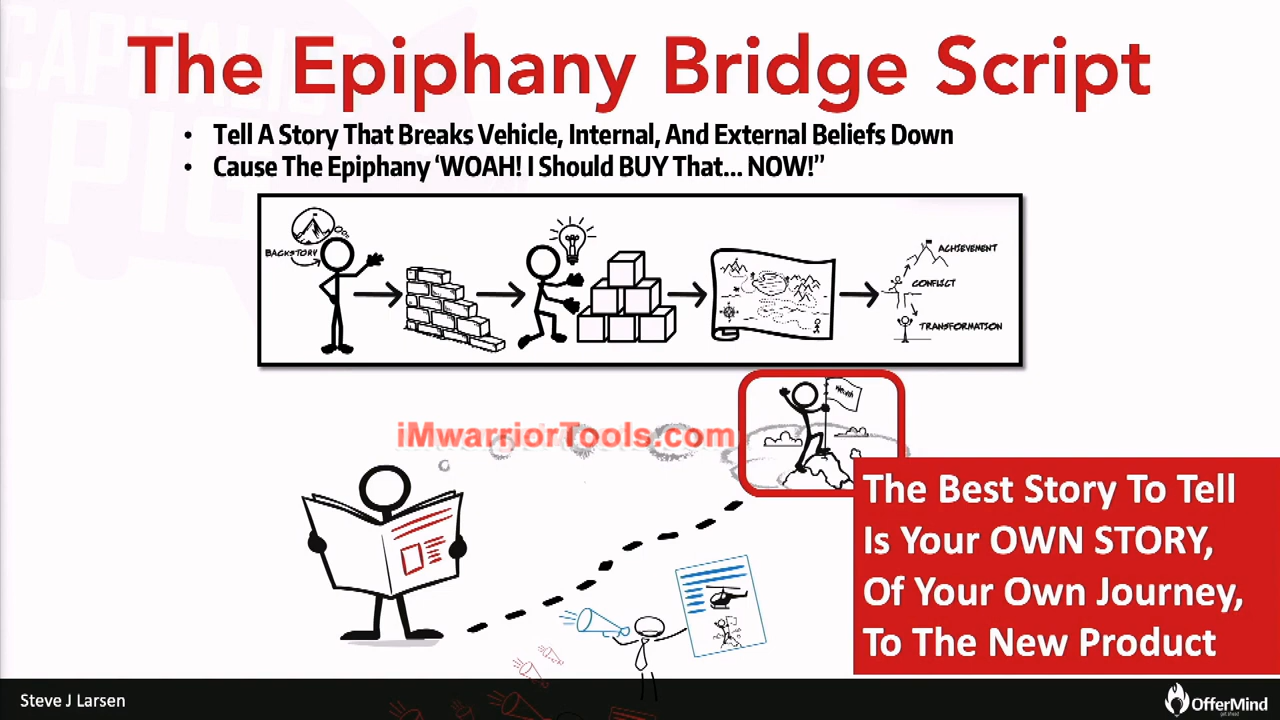 The Epiphany Bridge Script
• Tell A Story That Breaks Vehicle, Internal, And External Beliefs Down
• Cause The Epiphany ‘WOAH! I Should BUY That... NOW!”
BACKSTORY
ACHIEVEMENT
CONFLICT
TRANSFORMATION
iMwarriorTools.com
The Best Story To Tell
Is Your OWN STORY,
Of Your Own Journey,
To The New Product
Steve J Larsen
OfferMind